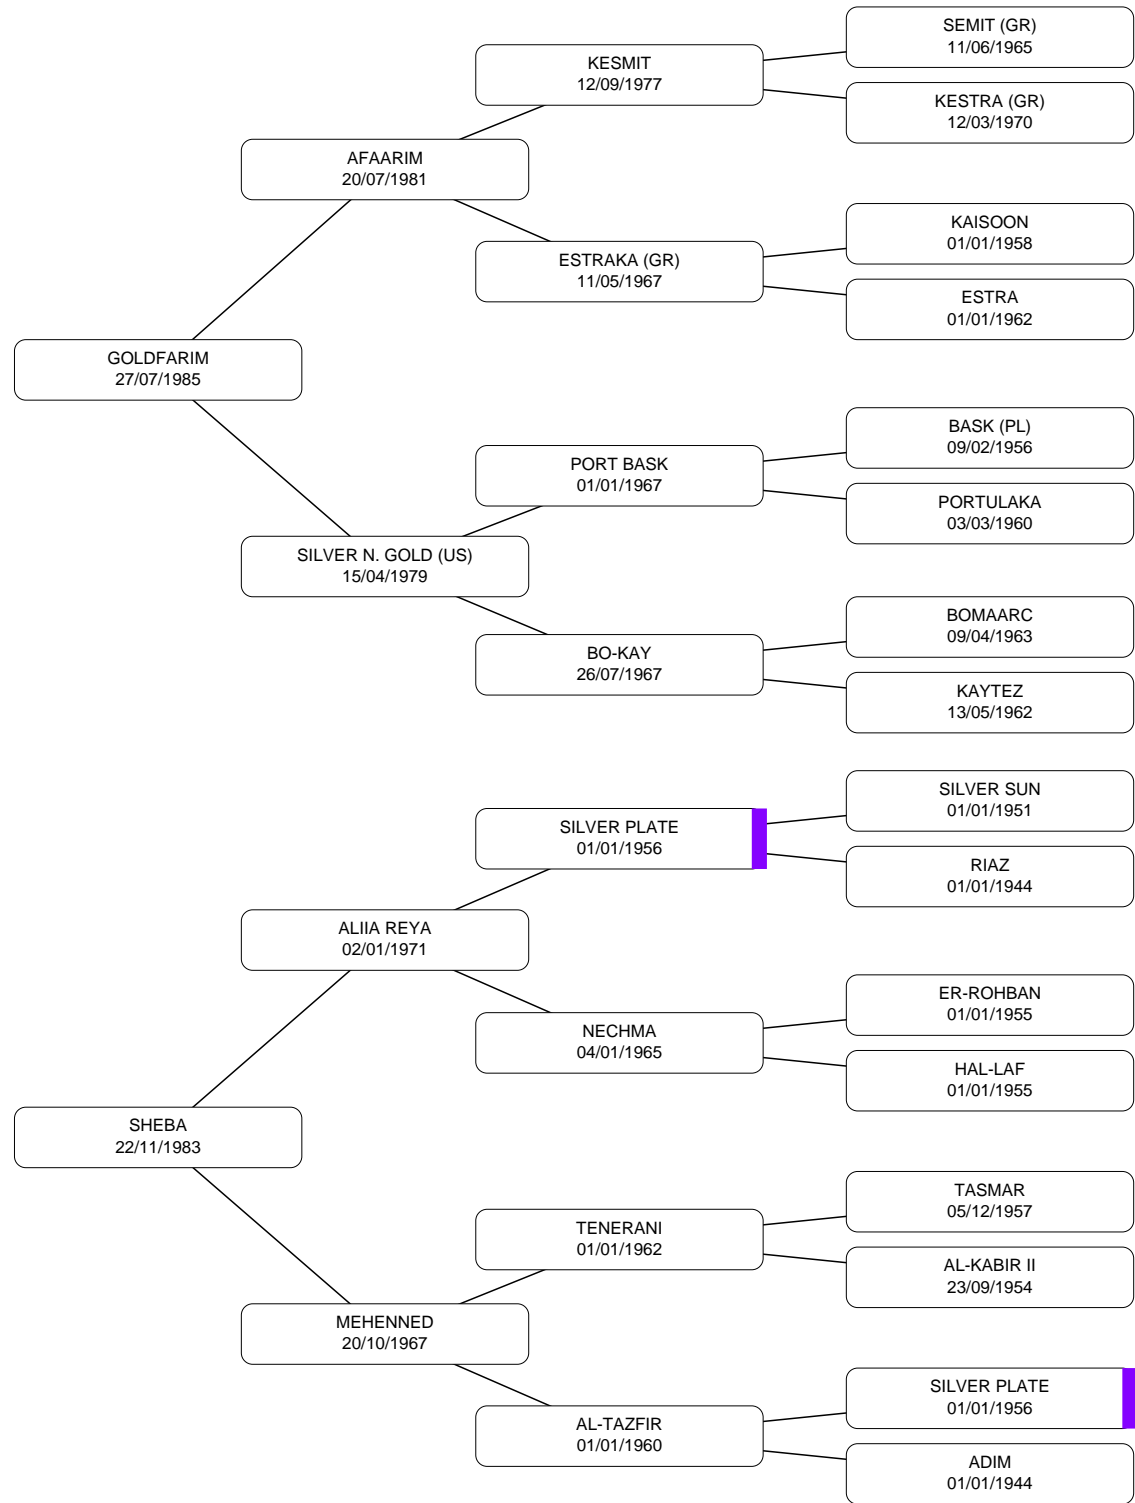 SEMIT (GR)
11/06/1965
KESMIT
12/09/1977
KESTRA (GR)
12/03/1970
AFAARIM
20/07/1981
KAISOON
01/01/1958
ESTRAKA (GR)
11/05/1967
ESTRA
01/01/1962
GOLDFARIM
27/07/1985
BASK (PL)
09/02/1956
PORT BASK
01/01/1967
PORTULAKA
03/03/1960
SILVER N. GOLD (US)
15/04/1979
BOMAARC
09/04/1963
BO-KAY
26/07/1967
KAYTEZ
13/05/1962
SILVER SUN
01/01/1951
SILVER PLATE
01/01/1956
RIAZ
01/01/1944
ALIIA REYA
02/01/1971
ER-ROHBAN
01/01/1955
NECHMA
04/01/1965
HAL-LAF
01/01/1955
SHEBA
22/11/1983
TASMAR
05/12/1957
TENERANI
01/01/1962
AL-KABIR II
23/09/1954
MEHENNED
20/10/1967
SILVER PLATE
01/01/1956
AL-TAZFIR
01/01/1960
ADIM
01/01/1944